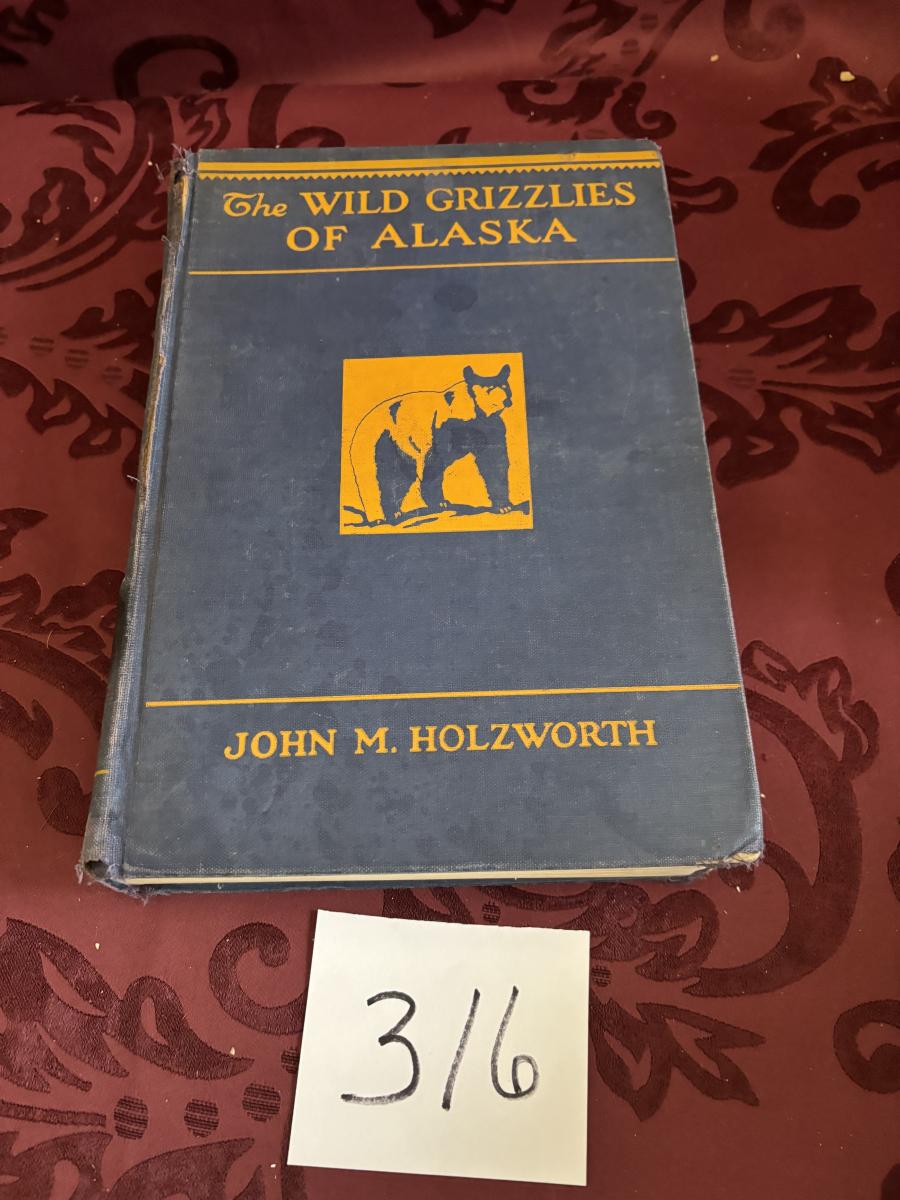 The WILD GRIZZLIES
OF ALASKA
JOHN M. HOLZWORTH
316